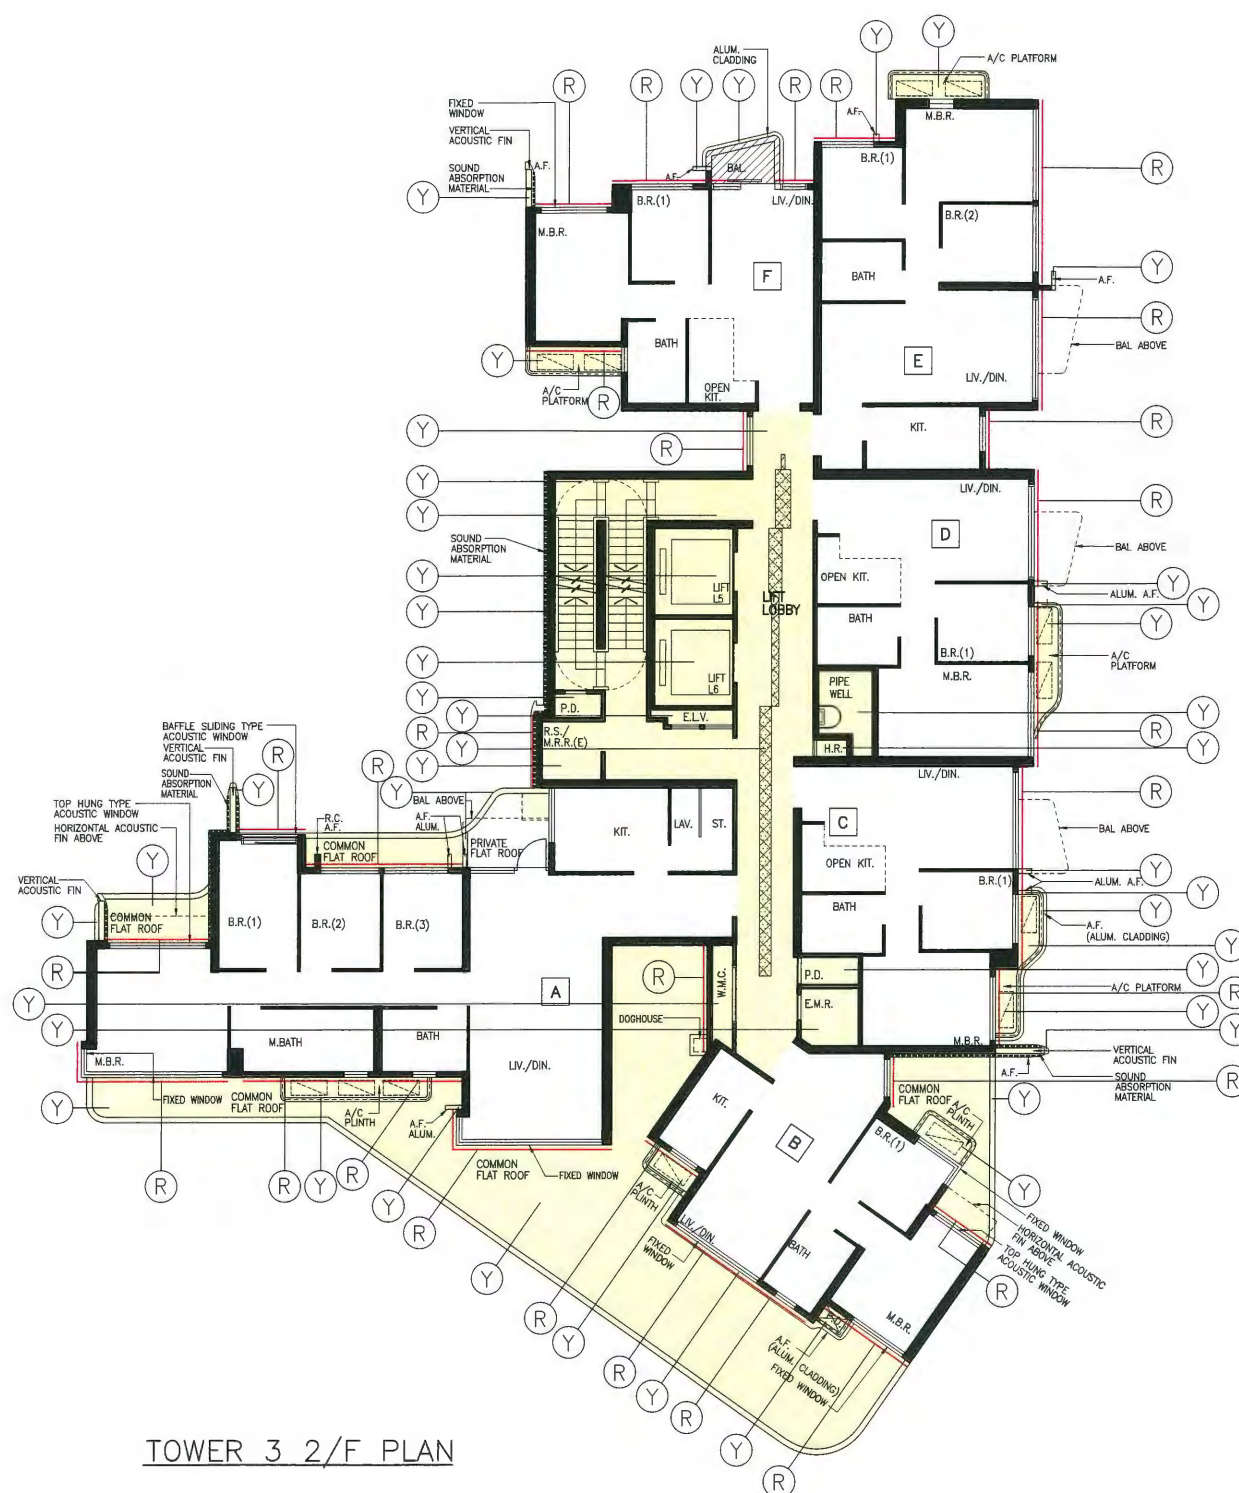 Y
Y
ALUM.
CLADDING
A/C PLATFORM
R
R
Y
Y
R
R
FIXED
WINDOW
A.F.
M.B.R.
VERTICAL
ACOUSTIC FIN
B.R.(1)
A.F.
BAL.
R
SOUND
ABSORPTION
MATERIAL
A.F.
Y
B.R.(1)
LIV./DIN.
B.R.(2)
M.B.R.
Y
A.F.
BATH
F
R
BATH
E
BAL ABOVE
Y
A/C
PLATFORM
R
OPEN
KIT.
LIV./DIN.
Y
KIT.
R
R
Y
LIV./DIN.
R
Y
D
SOUND
ABSORPTION
MATERIAL
BAL ABOVE
Y
LIFT
L5
LIFT
LOBBY
OPEN KIT.
Y
ALUM. A.F.
Y
Y
BATH
Y
B.R.(1)
A/C
PLATFORM
Y
LIFT
L6
PIPE
WELL
M.B.R.
Y
P.D.
Y
E.L.V.
Y
R
R.S./
M.R.R.(E)
R
Y
H.R.
Y
Y
BAFFLE SLIDING TYPE
ACOUSTIC WINDOW
VERTICAL
ACOUSTIC FIN
R
R
Y
LIV./DIN.
SOUND
ABSORPTION
MATERIAL
Y
BAL ABOVE
R
TOP HUNG TYPE
ACOUSTIC WINDOW
HORIZONTAL ACOUSTIC
FIN ABOVE
R.C.
A.F.
A.F.
ALUM.
KIT.
LAV.
ST.
C
BAL ABOVE
COMMON
FLAT ROOF
PRIVATE
FLAT ROOF
OPEN KIT.
Y
VERTICAL
ACOUSTIC FIN
Y
B.R.(1)
ALUM. A.F.
Y
Y
COMMON
FLAT ROOF
B.R.(1)
B.R.(2)
B.R.(3)
BATH
Y
A.F.
(ALUM. CLADDING)
Y
R
R
W.M.C.
P.D.
Y
A
A/C PLATFORM
R
Y
E.M.R.
Y
Y
DOGHOUSE
Y
M.BATH
BATH
M.B.R.
VERTICAL
ACOUSTIC FIN
M.B.R.
LIV./DIN.
A.F.
SOUND
ABSORPTION
MATERIAL
R
Y
FIXED WINDOW
COMMON
FLAT ROOF
A/C
PLINTH
KIT.
COMMON
FLAT ROOF
Y
A.F.
ALUM.
A/C
PLINTH
B
B.R.(1)
COMMON
FLAT ROOF
FIXED WINDOW
R
R
Y
R
Y
R
A/C
PLINTH
Y
LIV./DIN.
FIXED
WINDOW
BATH
FIXED WINDOW
HORIZONTAL ACOUSTIC
FIN ABOVE
TOP HUNG TYPE
ACOUSTIC WINDOW
Y
R
R
P.D.
M.B.R.
A.F.
(ALUM. CLADDING)
FIXED WINDOW
Y
R
Y
R
Y
R
TOWER 3 2/F PLAN